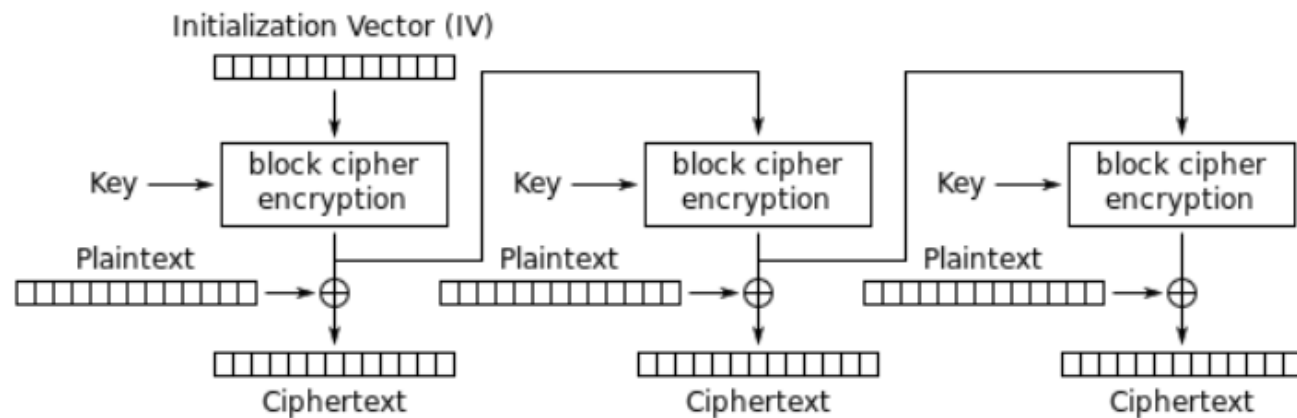 Initialization Vector (IV)
Key
block cipher
encryption
Key
block cipher
encryption
Key
block cipher
encryption
Plaintext
Plaintext
Plaintext
Ciphertext
Ciphertext
Ciphertext